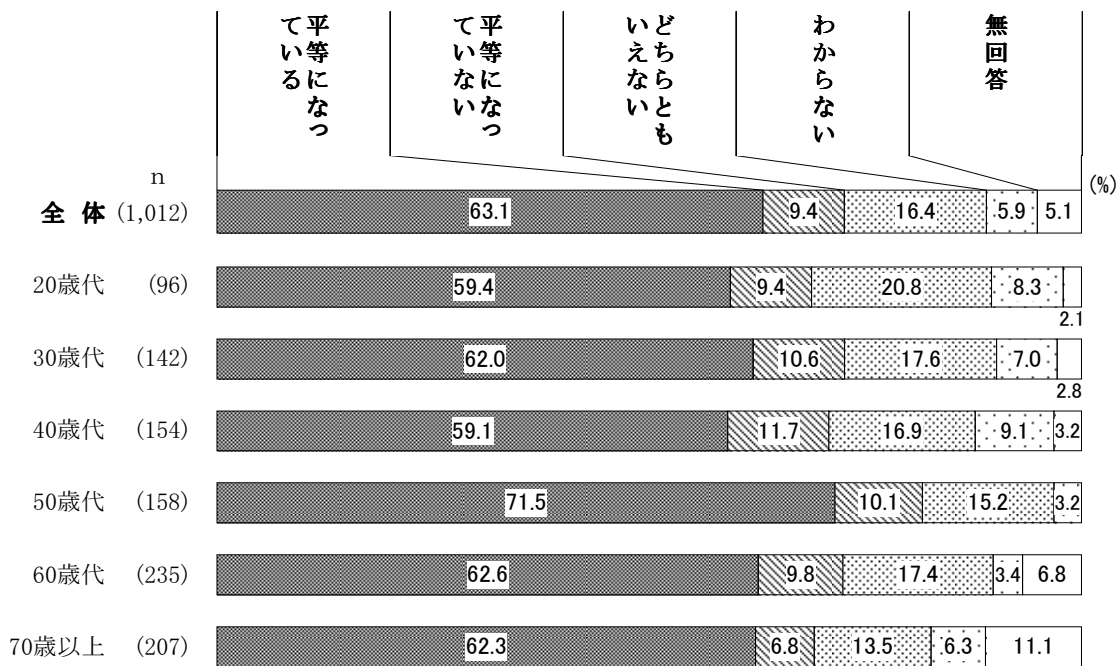 平等になっ
ている
平等になっ
ていない
どちらとも
いえない
わからない
無回答
n
(%)
全 体 (1,012) 63.1 9.4 16.4 5.9 5.1
20歳代 (96) 59.4 9.4 20.8 8.3
2.1
30歳代 (142) 62.0 10.6 17.6 7.0
2.8
40歳代 (154) 59.1 11.7 16.9 9.1 3.2
50歳代 (158) 71.5 10.1 15.2 3.2
60歳代 (235) 62.6 9.8 17.4 3.4 6.8
70歳以上 (207) 62.3 6.8 13.5 6.3 11.1